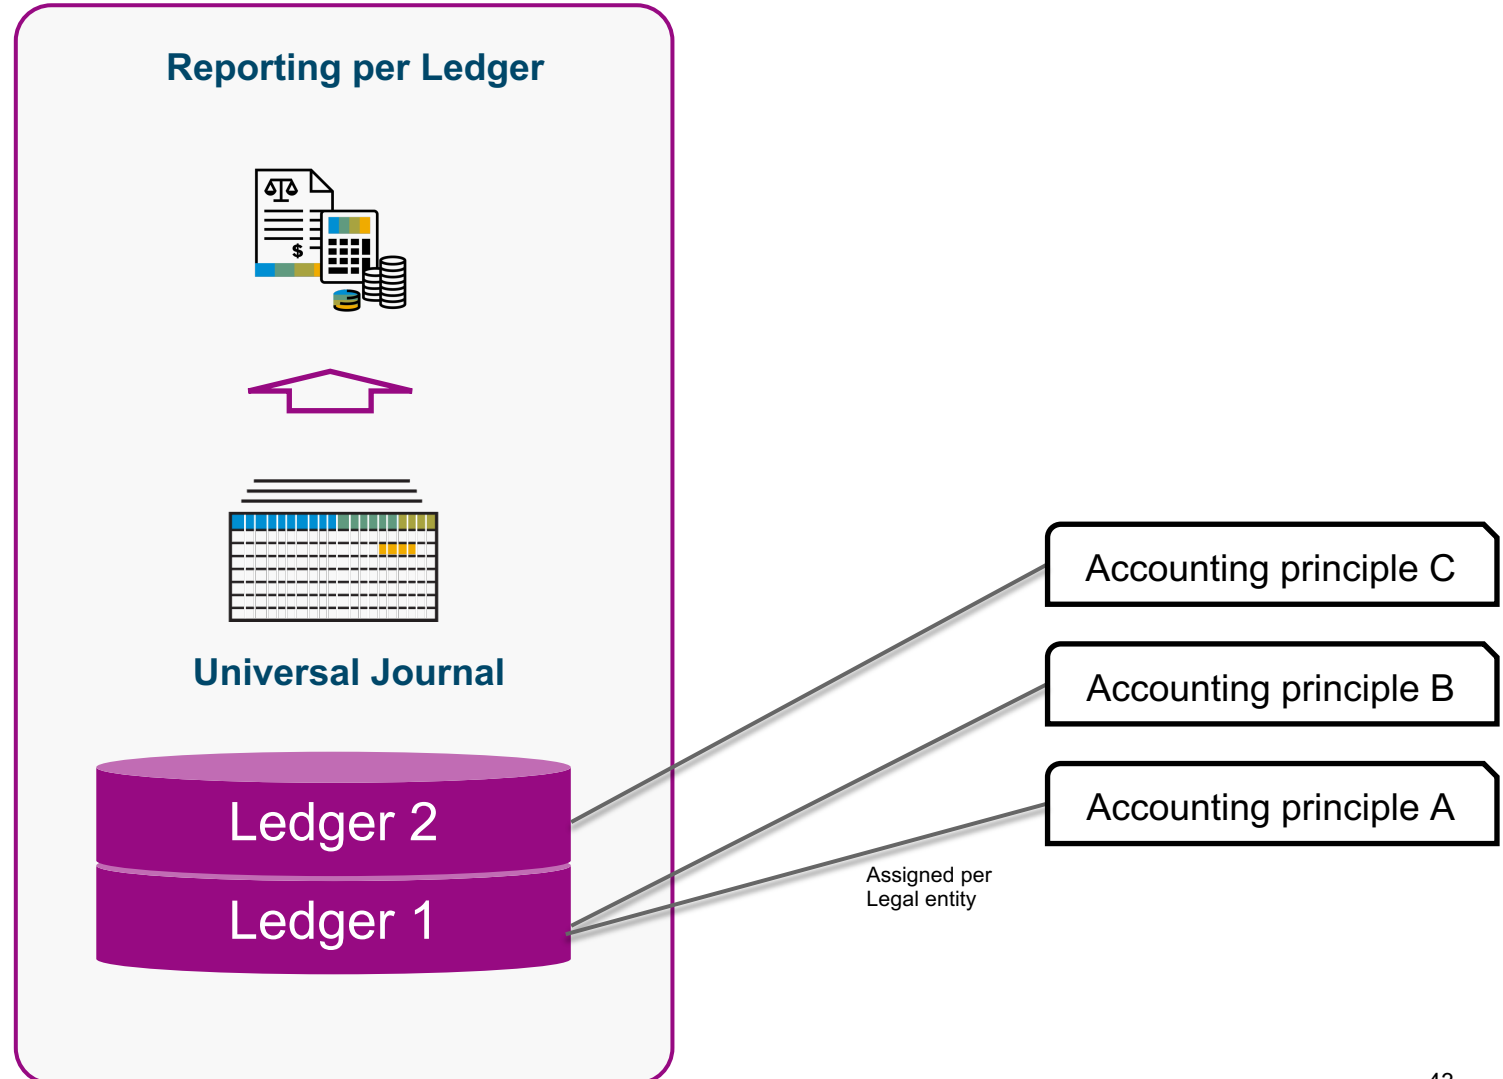 Reporting per Ledger
$
Universal Journal
Ledger 2
Ledger 1
Accounting principle C
Accounting principle B
Accounting principle A
Assigned per
Legal entity